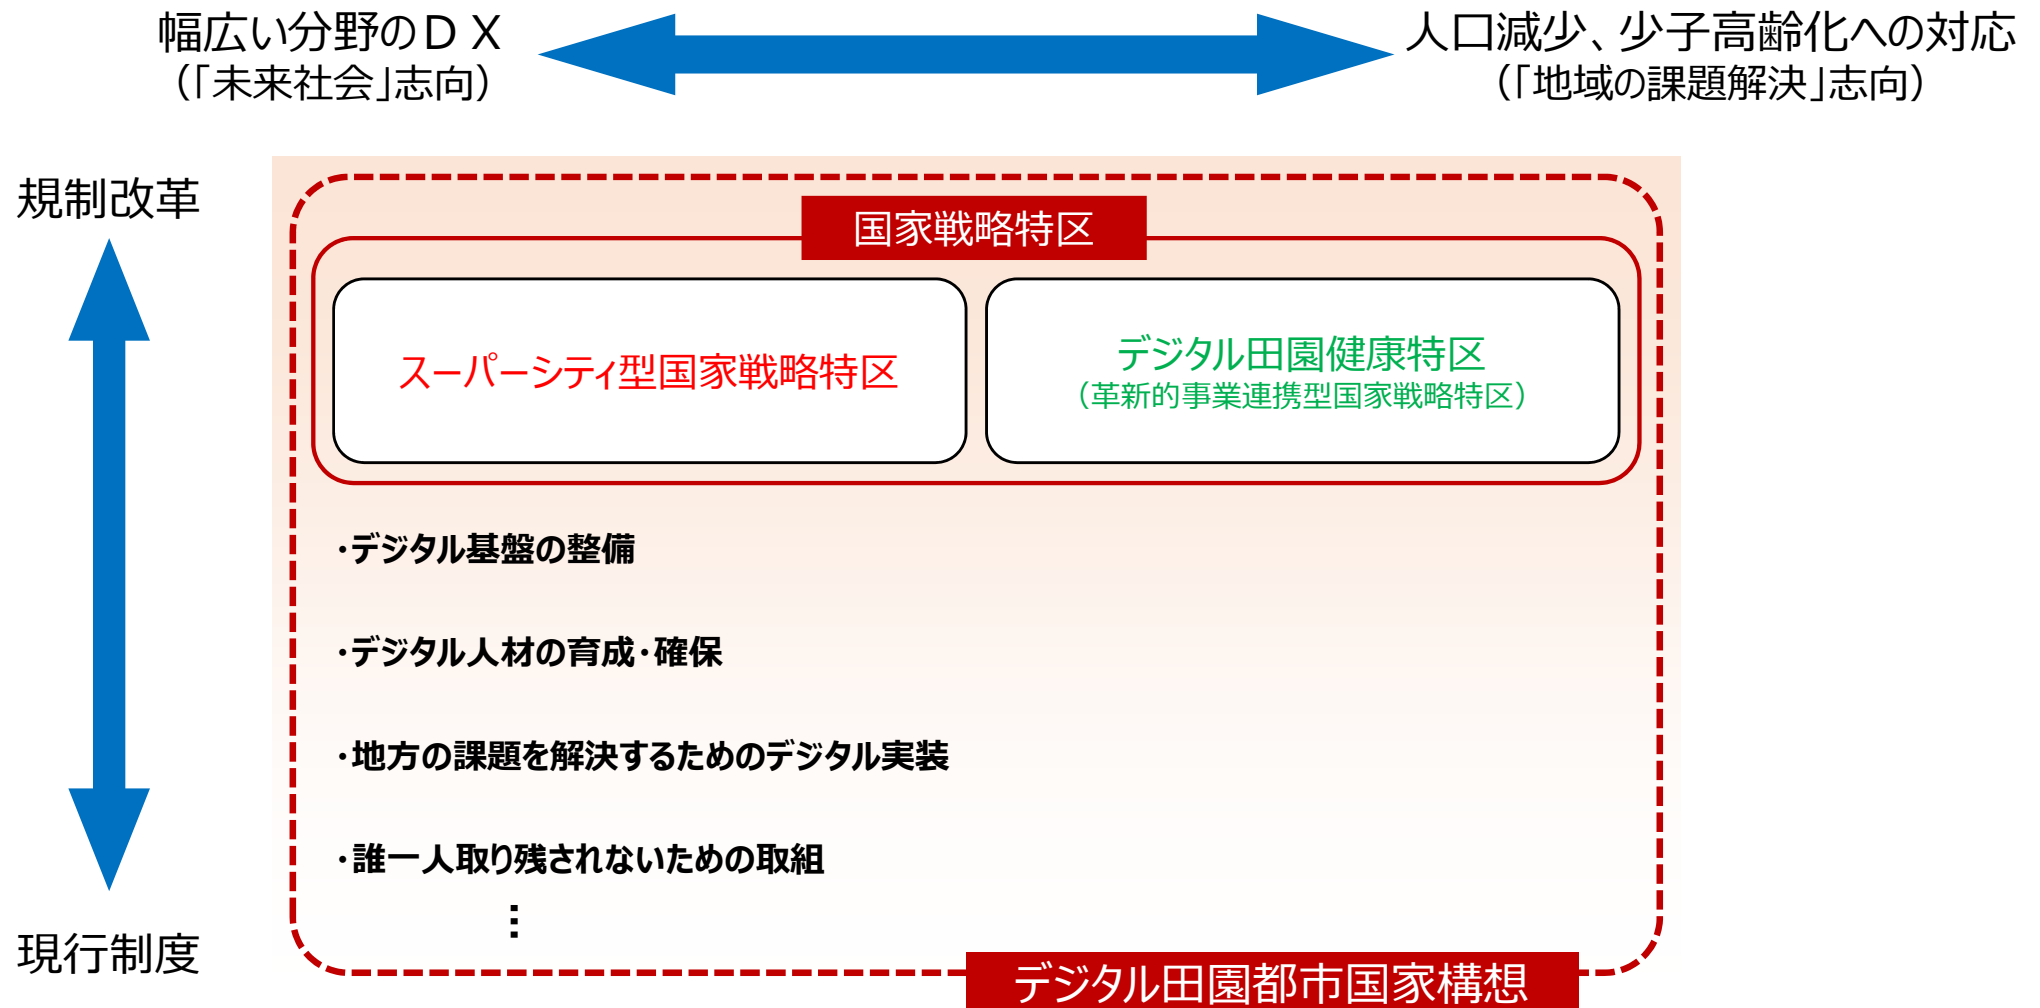 幅広い分野のＤＸ
（「未来社会」志向）
人口減少、少子高齢化への対応
（「地域の課題解決」志向）
規制改革
国家戦略特区
スーパーシティ型国家戦略特区
デジタル田園健康特区
（革新的事業連携型国家戦略特区）
・デジタル基盤の整備
・デジタル人材の育成・確保
・地方の課題を解決するためのデジタル実装
・誰一人取り残されないための取組
…
現行制度
デジタル田園都市国家構想